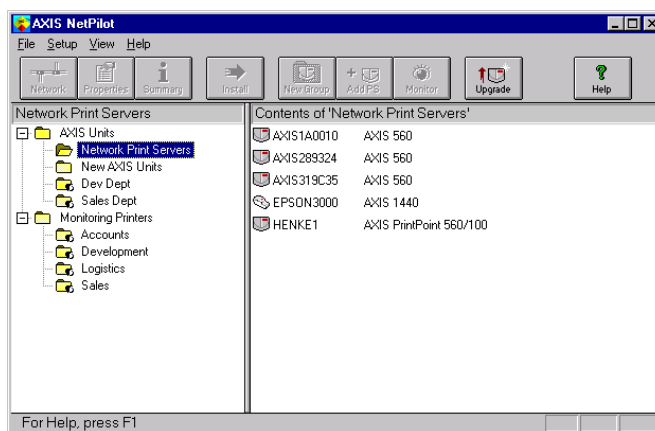 AXIS NetPilot
File Setup View Help
Network Properties Summary Install New Group Add PS Monitor Upgrade Help
Network Print Servers Contents of 'Network Print Servers'
AXIS Units
Network Print Servers
New AXIS Units
Dev Dept
Sales Dept
Monitoring Printers
Accounts
Development
Logistics
Sales
AXIS1A0010 AXIS 560
AXIS289324 AXIS 560
AXIS319C35 AXIS 560
EPSON3000 AXIS 1440
HENKE1 AXIS PrintPoint 560/100
For Help, press F1